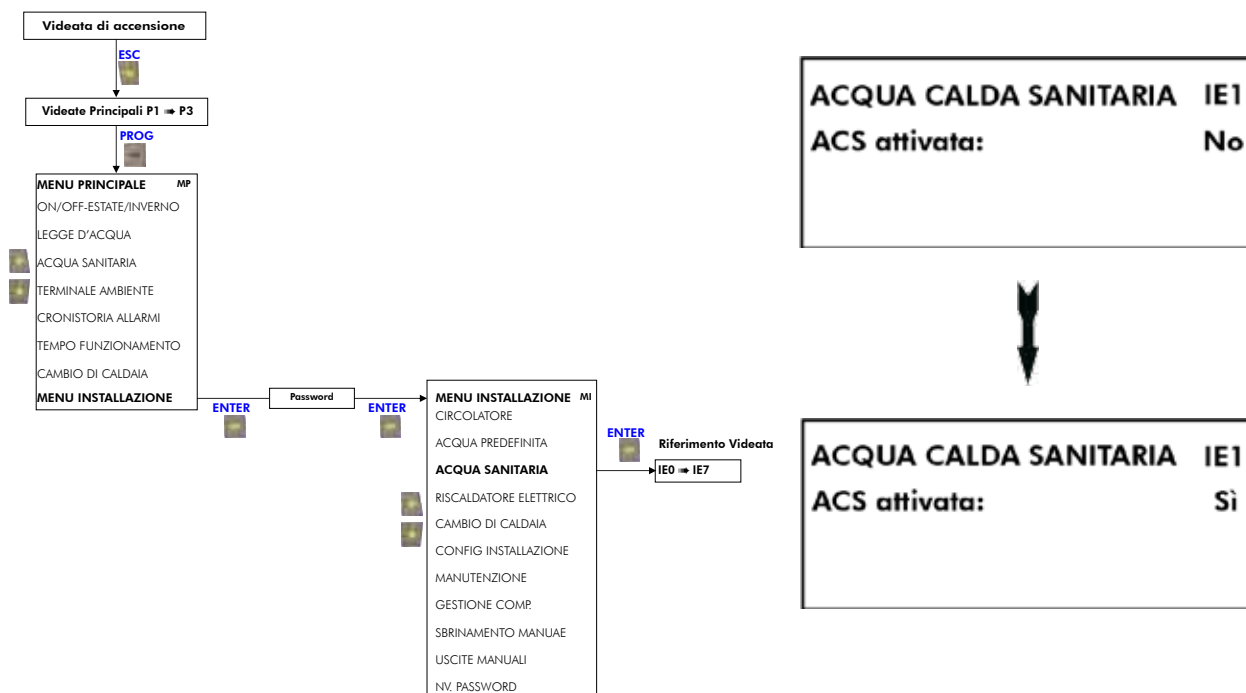 Videata di accensione
ESC
Videate Principali P1 ➠ P3
PROG
MENU PRINCIPALE MP
ON/OFF-ESTATE/INVERNO
LEGGE D'ACQUA
ACQUA SANITARIA
TERMINALE AMBIENTE
CRONISTORIA ALLARMI
TEMPO FUNZIONAMENTO
CAMBIO DI CALDAIA
MENU INSTALLAZIONE
ENTER
Password
ENTER
MENU INSTALLAZIONE MI
CIRCOLATORE
ACQUA PREDEFINITA
ACQUA SANITARIA
RISCALDATORE ELETTRICO
CAMBIO DI CALDAIA
CONFIG INSTALLAZIONE
MANUTENZIONE
GESTIONE COMP.
SBRINAMENTO MANUAE
USCITE MANUALI
NV. PASSWORD
ENTER
Riferimento Videata
IE0 ➠ IE7
ACQUA CALDA SANITARIA IE1
ACS attivata: No
ACQUA CALDA SANITARIA IE1
ACS attivata: Sì